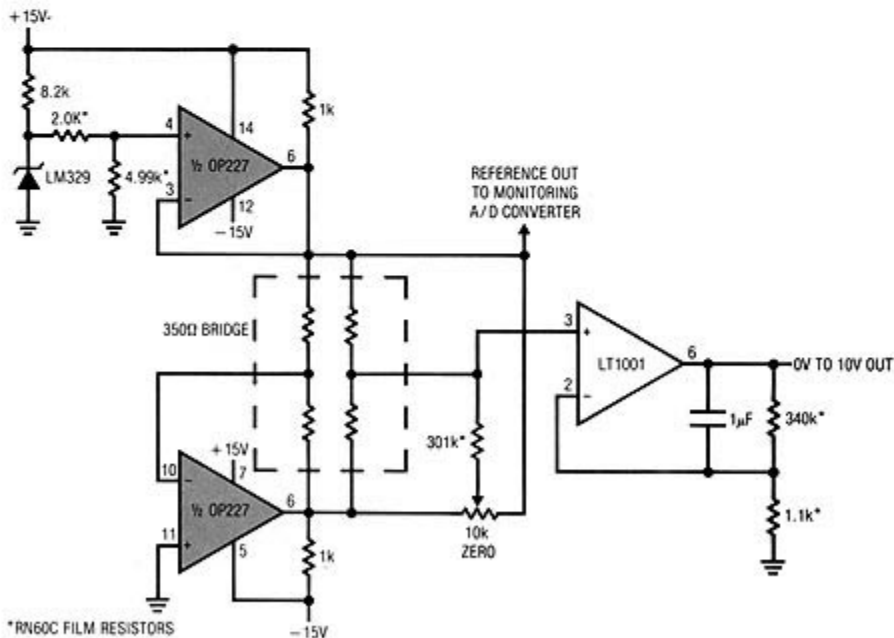 +15V-
8.2k
2.0K*
LM329
4.99k*
4
+
3
−
½ OP227
14
12
−15V
6
1k
REFERENCE OUT
TO MONITORING
A/D CONVERTER
350Ω BRIDGE
301k*
10k
ZERO
10
−
11
+
½ OP227
+15V
7
5
6
1k
−15V
3
+
2
−
LT1001
6
0V TO 10V OUT
1μF
340k*
1.1k*
*RN60C FILM RESISTORS